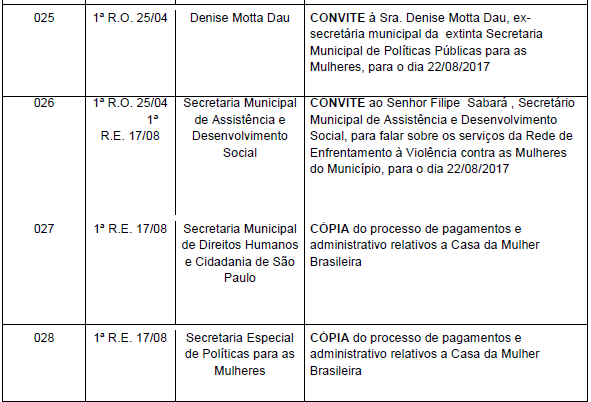 025
1ª R.O. 25/04
Denise Motta Dau
CONVITE à Sra. Denise Motta Dau, ex-
secretária municipal da extinta Secretaria
Municipal de Políticas Públicas para as
Mulheres, para o dia 22/08/2017
026
1ª R.O. 25/04
1ª
R.E. 17/08
Secretaria Municipal
de Assistência e
Desenvolvimento
Social
CONVITE ao Senhor Filipe Sabará , Secretário
Municipal de Assistência e Desenvolvimento
Social, para falar sobre os serviços da Rede de
Enfrentamento à Violência contra as Mulheres
do Município, para o dia 22/08/2017
027
1ª R.E. 17/08
Secretaria Municipal
de Direitos Humanos
e Cidadania de São
Paulo
CÓPIA do processo de pagamentos e
administrativo relativos a Casa da Mulher
Brasileira
028
1ª R.E. 17/08
Secretaria Especial
de Políticas para as
Mulheres
CÓPIA do processo de pagamentos e
administrativo relativos a Casa da Mulher
Brasileira